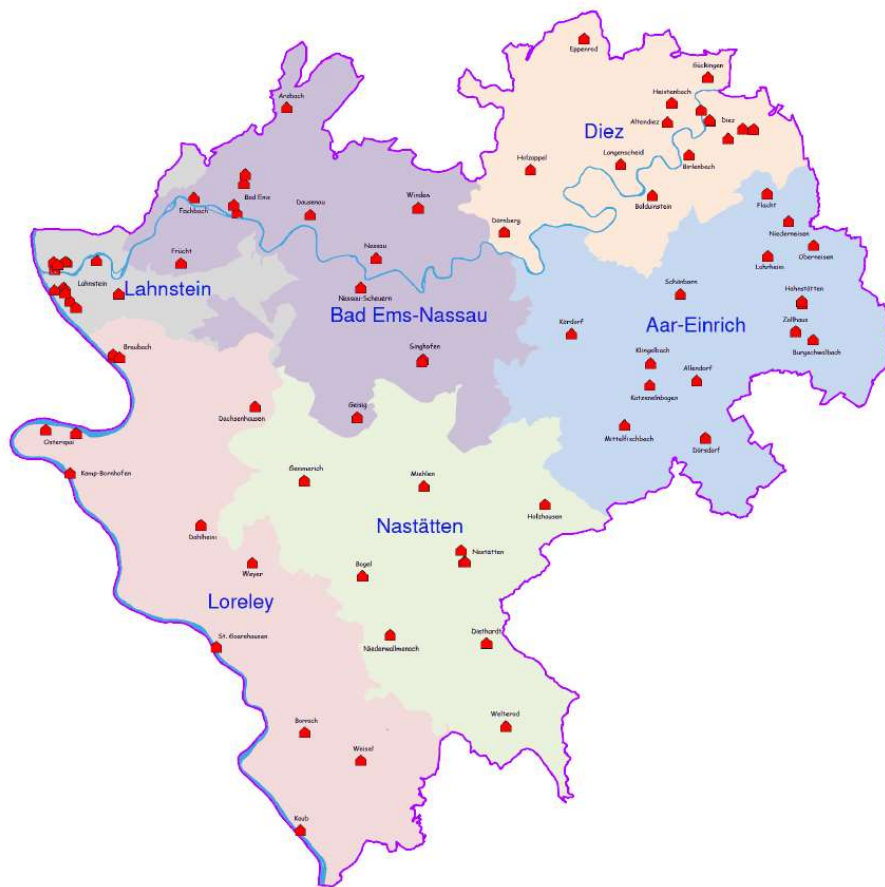 Eppenrod
Gückingen
Heistenbach
Arzbach
Altendiez
Diez
Diez
Birlenbach
Langenscheid
Holzappel
Bad Ems
Fachbach
Dausenau
Winden
Balduinstein
Flacht
Dörnberg
Niederneisen
Oberneisen
Frücht
Nassau
Lohrheim
Lahnstein
Lahnstein
Nassau-Scheuern
Schönborn
Hahnstätten
Bad Ems-Nassau
Aar-Einrich
Kördorf
Zollhaus
Burgschwalbach
Braubach
Singhofen
Klingelbach
Allendorf
Katzenelnbogen
Dachsenhausen
Geisig
Mittelfischbach
Dörsdorf
Osterspai
Kamp-Bornhofen
Gemmerich
Miehlen
Holzhausen
Dahlheim
Nastätten
Nastätten
Weyer
Bogel
Loreley
St. Goarshausen
Niederwallmenach
Diethardt
Bornich
Welterod
Weisel
Kaub